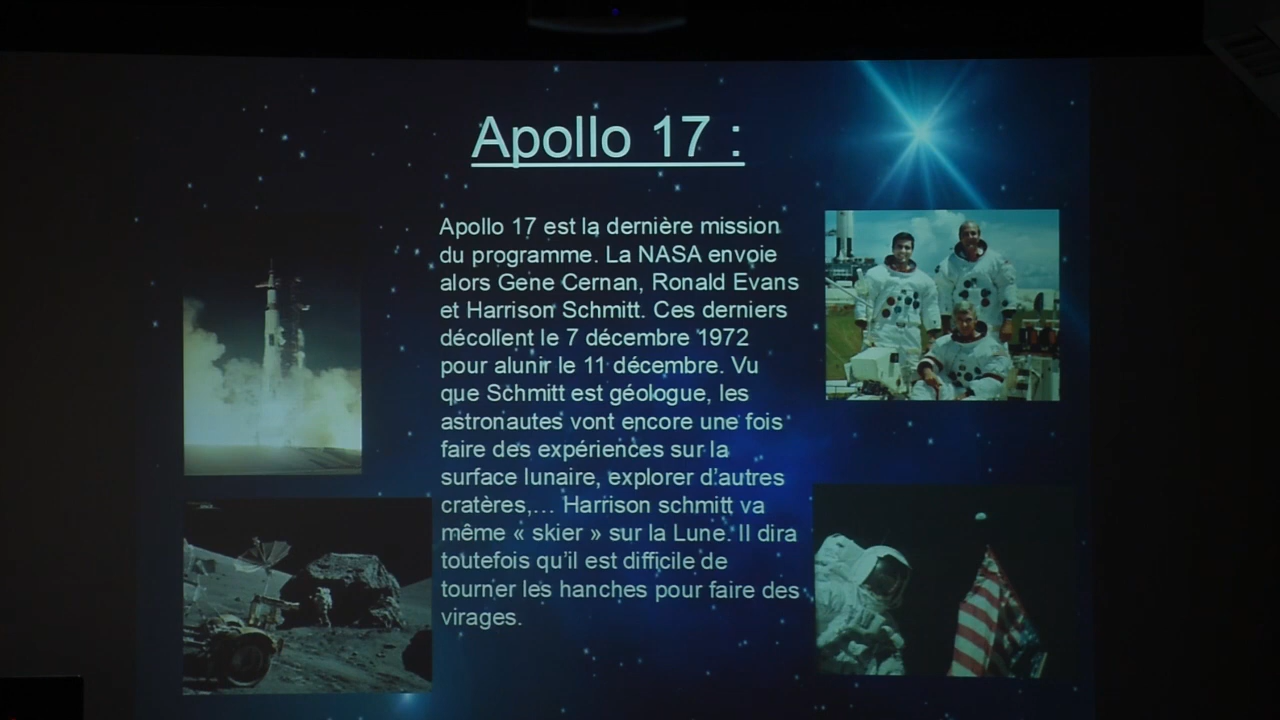 Apollo 17 :
Apollo 17 est la dernière mission
du programme. La NASA envoie
alors Gene Cernan, Ronald Evans
et Harrison Schmitt. Ces derniers
décollent le 7 décembre 1972
pour alunir le 11 décembre. Vu
que Schmitt est géologue, les
astronautes vont encore une fois
faire des expériences sur la
surface lunaire, explorer d’autres
cratères,… Harrison schmitt va
même « skier » sur la Lune. Il dira
toutefois qu’il est difficile de
tourner les hanches pour faire des
virages.